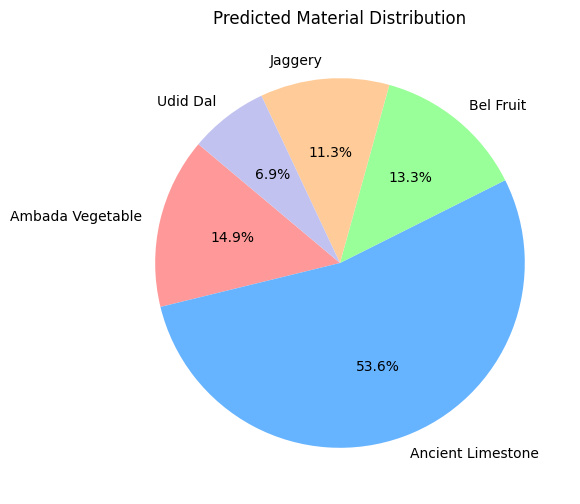 Predicted Material Distribution
Jaggery
Udid Dal
Bel Fruit
11.3%
6.9%
13.3%
Ambada Vegetable
14.9%
53.6%
Ancient Limestone